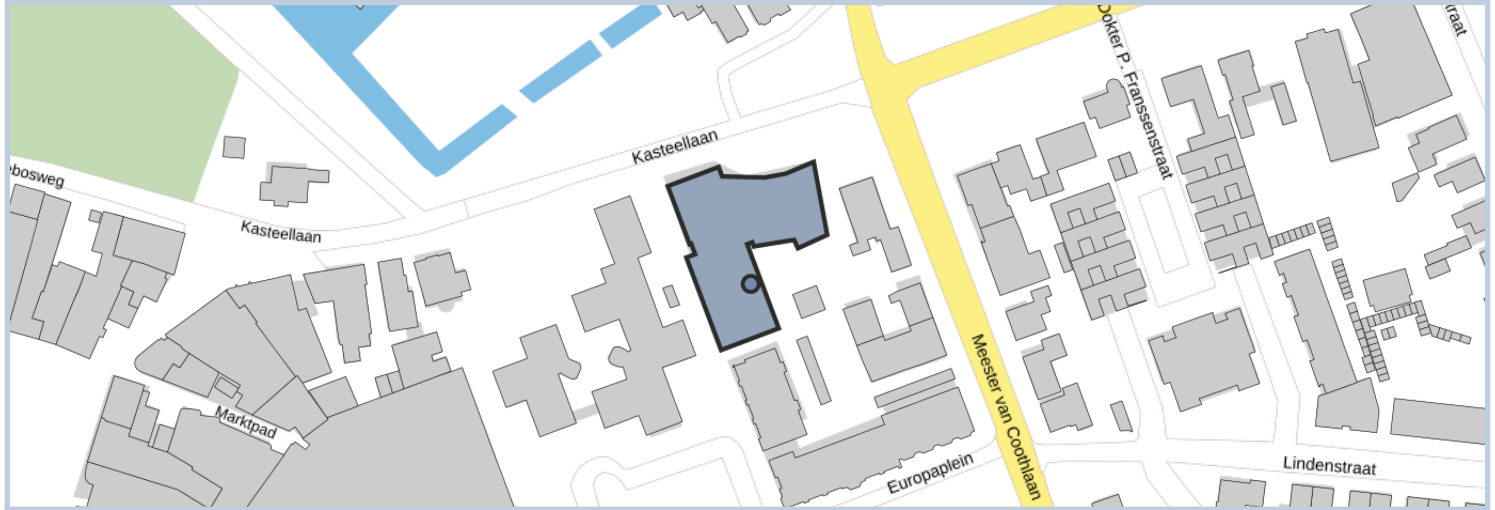 Dokter P. Franssenstraat
raat
Kasteellaan
ebosweg
Kasteellaan
Meester van Coothlaan
Marktpad
Europaplein
Lindenstraat